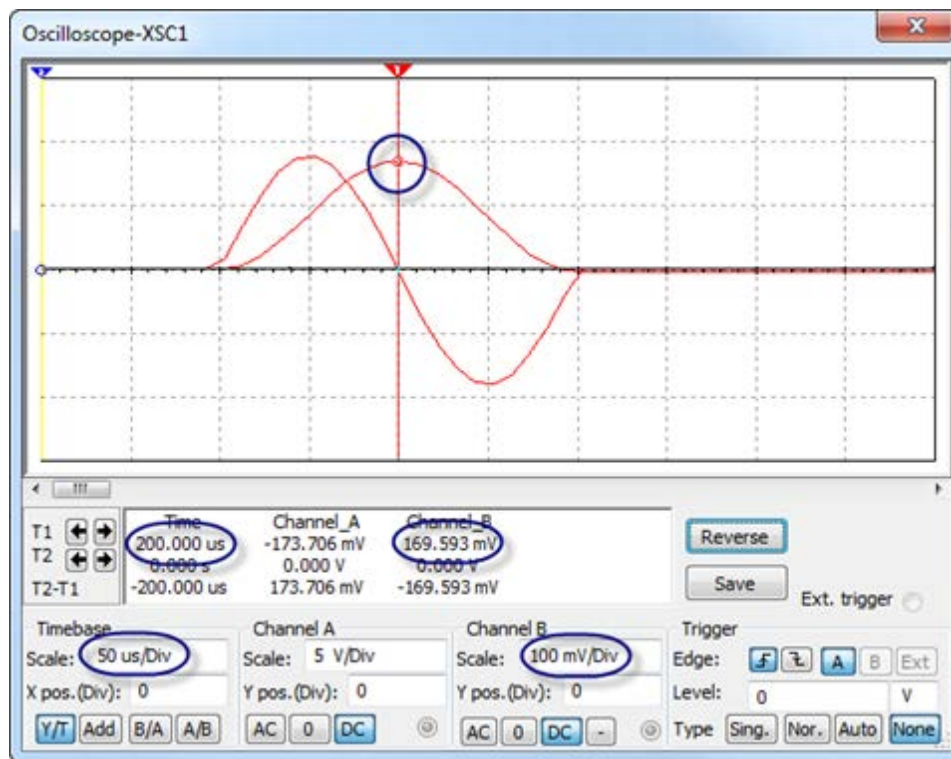 Oscilloscope-XSC1
2
1
T1
T2
T2-T1
Time Channel_A Channel_B
200.000 us -173.706 mV 169.593 mV
0.000 s 0.000 V 0.000 V
-200.000 us 173.706 mV -169.593 mV
Reverse
Save
Ext. trigger
Timebase
Scale: 50 us/Div
X pos.(Div): 0
Y/T Add B/A A/B
Channel A
Scale: 5 V/Div
Y pos.(Div): 0
AC 0 DC
Channel B
Scale: 100 mV/Div
Y pos.(Div): 0
AC 0 DC -
Trigger
Edge: A B Ext
Level: 0 V
Type Sing. Nor. Auto None